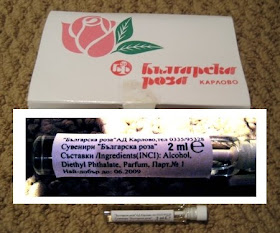 Българска
роза
КАРЛОВО
"Българска роза"АД Карлово,тел 0335/95326
Сувенири "Българска роза" 2 ml е
Съставки /Ingredients(INCI): Alcohol,
Diethyl Phthalate, Parfum, Парт.№ 1
Най-добър до: 06.2009